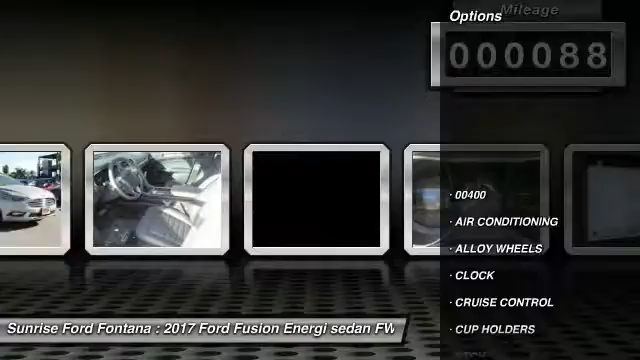 Mileage
Options
000088
· 00400
· AIR CONDITIONING
· ALLOY WHEELS
· CLOCK
· CRUISE CONTROL
· CUP HOLDERS
Sunrise Ford Fontana : 2017 Ford Fusion Energi sedan FW